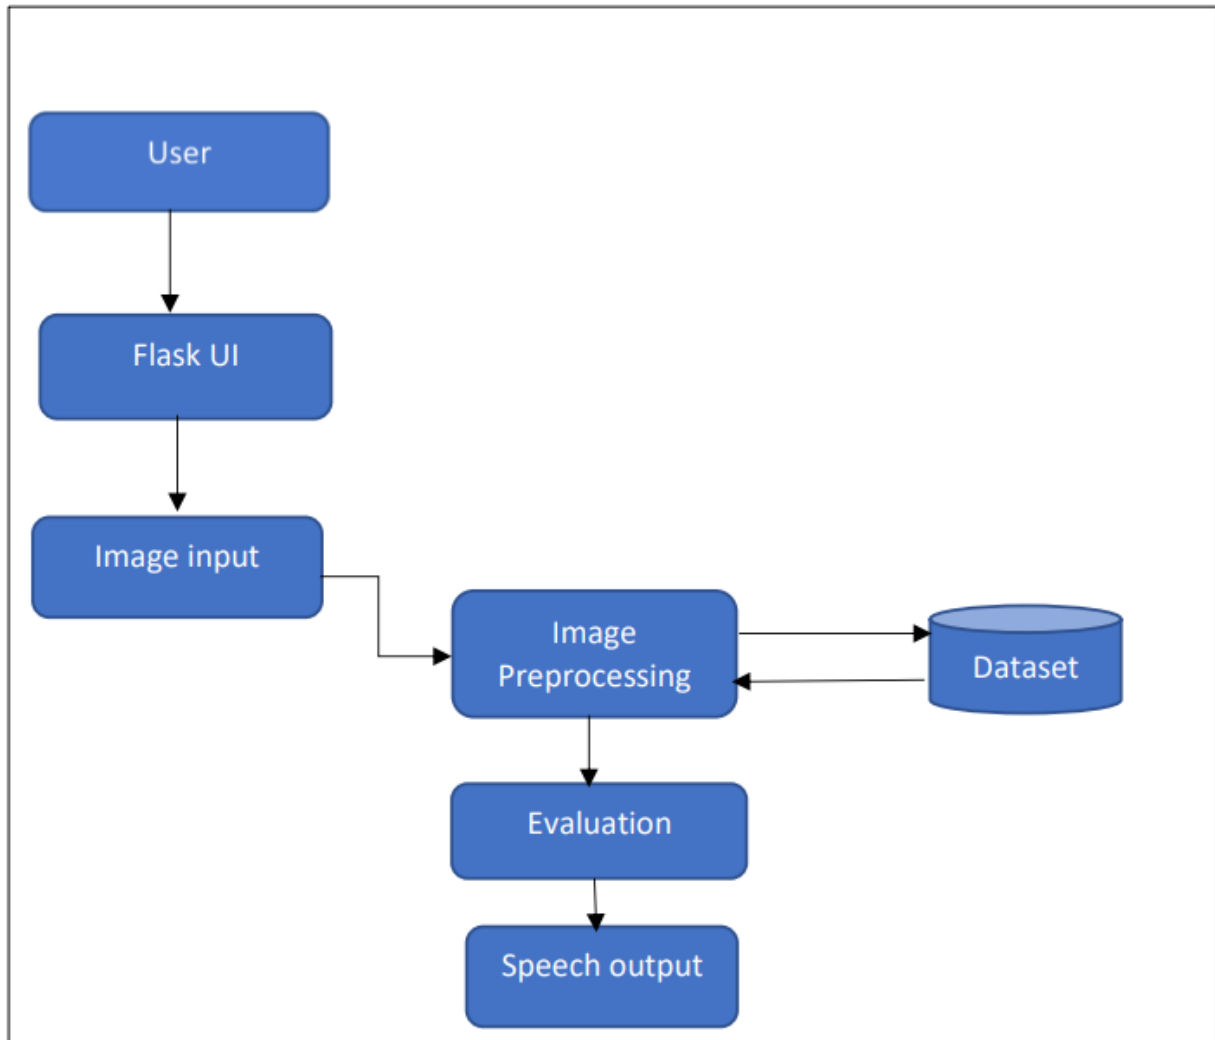 User
Flask UI
Image input
Image
Preprocessing
Dataset
Evaluation
Speech output